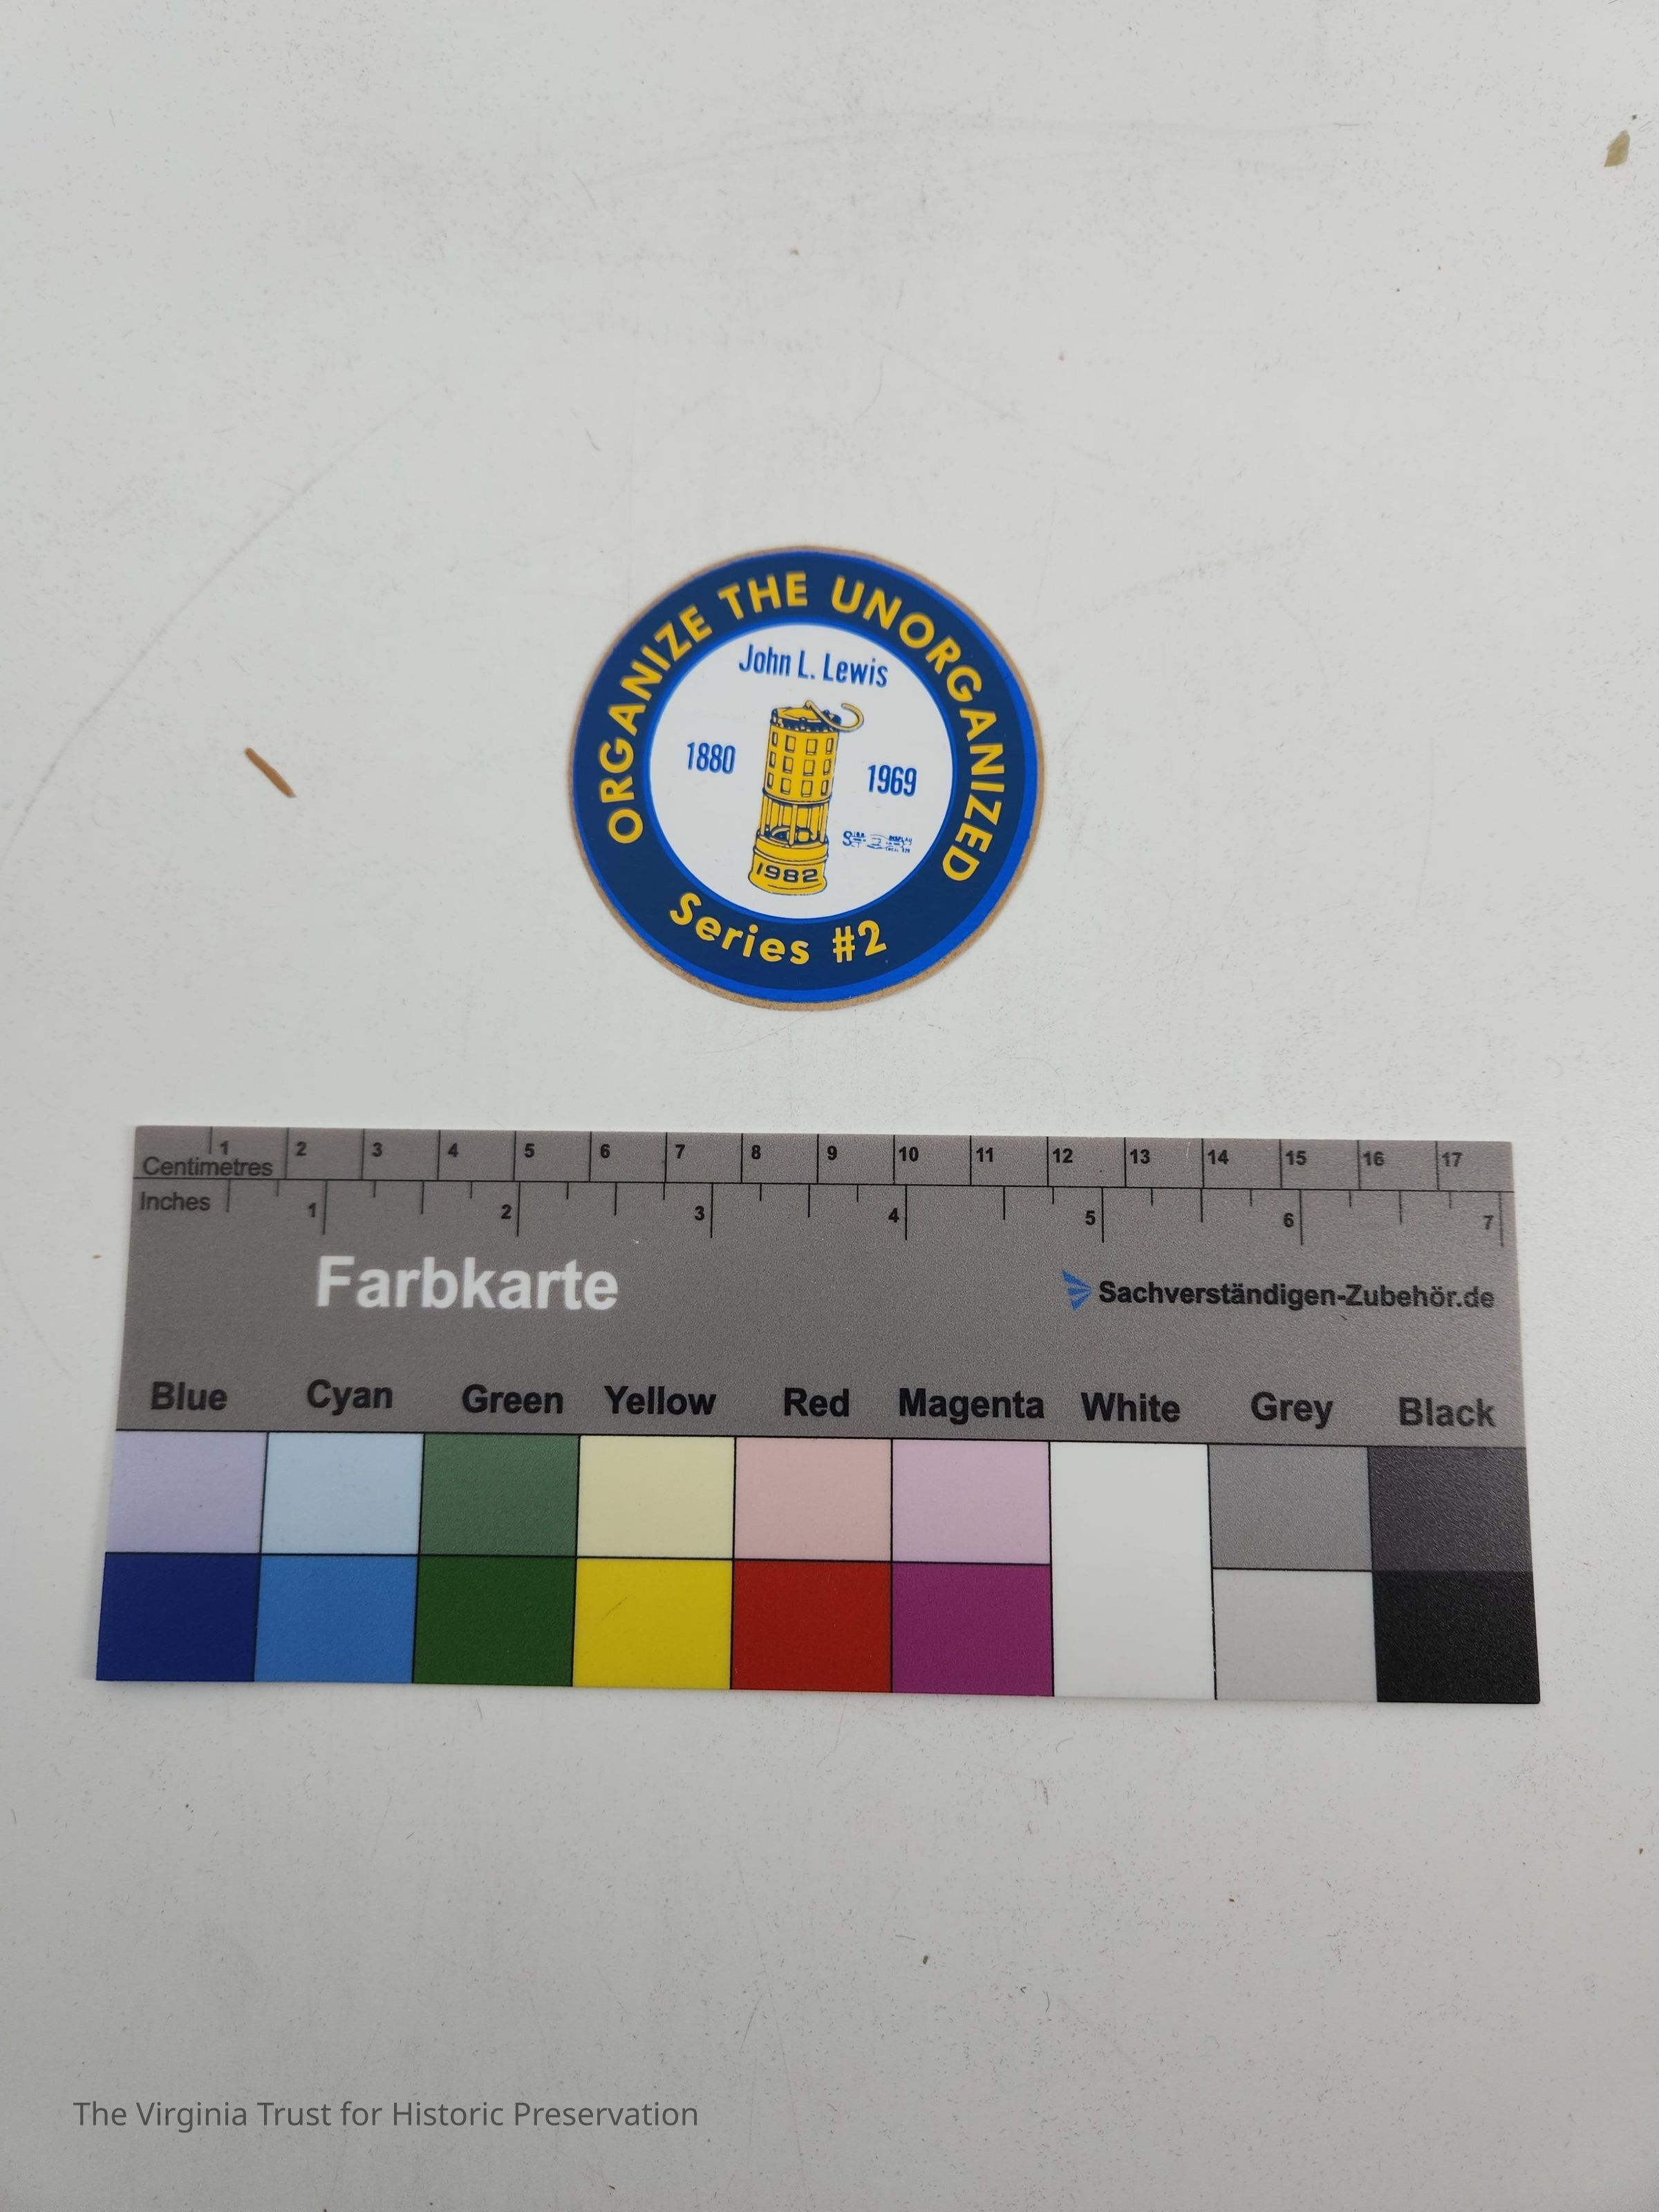 ORGANIZE THE UNORGANIZED
John L. Lewis
1880
1969
1982
Series #2
1 2 3 4 5 6 7 8 9 10 11 12 13 14 15 16 17
Centimetres
Inches
1 2 3 4 5 6 7
Farbkarte
Sachverständigen-Zubehör.de
Blue Cyan Green Yellow Red Magenta White Grey Black
The Virginia Trust for Historic Preservation